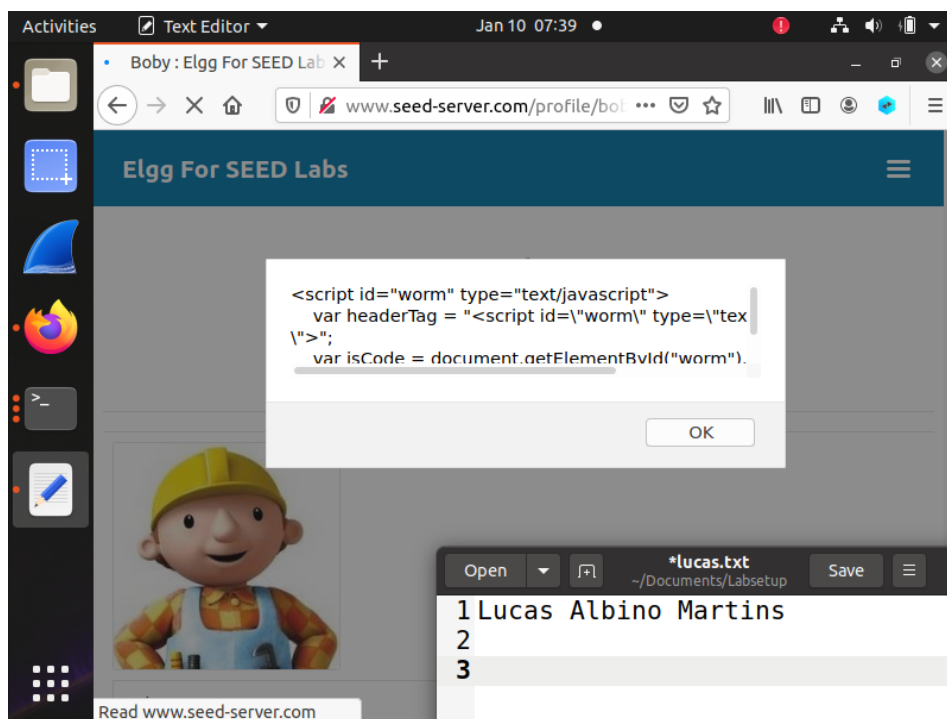 Activities Text Editor Jan 10 07:39
Boby : Elgg For SEED Lab
www.seed-server.com/profile/bob
Elgg For SEED Labs
<script id="worm" type="text/javascript">
var headerTag = "<script id=\"worm\" type=\"tex
\">";
var jsCode = document.getElementById("worm").
OK
Open *lucas.txt Save
~/Documents/Labsetup
1 Lucas Albino Martins
2
3
Read www.seed-server.com